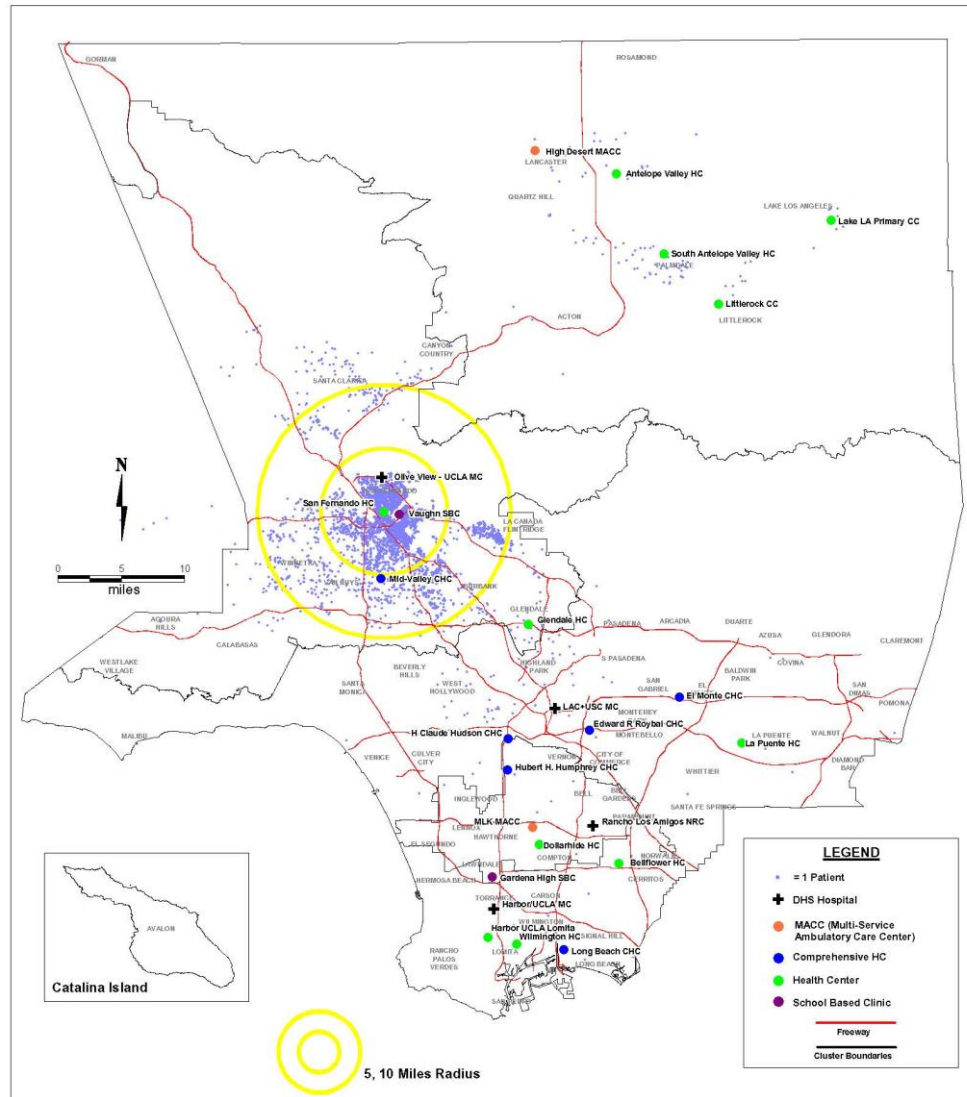 GORMAN
ROSAMOND
High Desert MACC
LANCASTER
Antelope Valley HC
QUARTZ HILL
LAKE LOS ANGELES
Lake LA Primary CC
South Antelope Valley HC
PALMDALE
Littlerock CC
LITTLEROCK
ACTON
CANYON
COUNTRY
SANTA CLARITA
N
Olive View - UCLA MC
San Fernando HC
Vaughn SBC
LA CANADA
FLINTRIDGE
WINNETKA
VAN NUYS
Mid-Valley CHC
BURBANK
0 5 10
miles
AGOURA
HILLS
CALABASAS
GLENDALE
Glendale HC
PASADENA
ARCADIA
DUARTE
AZUSA
GLENDORA
CLAREMONT
WESTLAKE
VILLAGE
BEVERLY
HILLS
WEST
HOLLYWOOD
HIGHLAND
PARK
S PASADENA
SAN
GABRIEL
EL
BALDWIN
PARK
COVINA
SAN
DIMAS
SANTA
MONICA
El Monte CHC
POMONA
LAC+USC MC
MONTEREY
MALIBU
H Claude Hudson CHC
Edward R Roybal CHC
MONTEBELLO
LA PUENTE
La Puente HC
WALNUT
VENICE
CULVER
CITY
VERNON
CITY OF
COMMERCE
DIAMOND
BAR
Hubert H. Humphrey CHC
WHITTIER
INGLEWOOD
BELL
BELL
GARDENS
SANTA FE SPRINGS
MLK MACC
LENNOX
HAWTHORNE
PARAMOUNT
Rancho Los Amigos NRC
EL SEGUNDO
Dollarhide HC
COMPTON
NORWALK
LAWNDALE
Bellflower HC
HERMOSA BEACH
Gardena High SBC
CERRITOS
TORRANCE
CARSON
Harbor/UCLA MC
WILMINGTON
Harbor UCLA Lomita
Wilmington HC
SIGNAL HILL
RANCHO
PALOS
VERDES
LOMITA
Long Beach CHC
LONG BEACH
SAN PEDRO
AVALON
Catalina Island
5, 10 Miles Radius
LEGEND
= 1 Patient
DHS Hospital
MACC (Multi-Service
Ambulatory Care Center)
Comprehensive HC
Health Center
School Based Clinic
Freeway
Cluster Boundaries